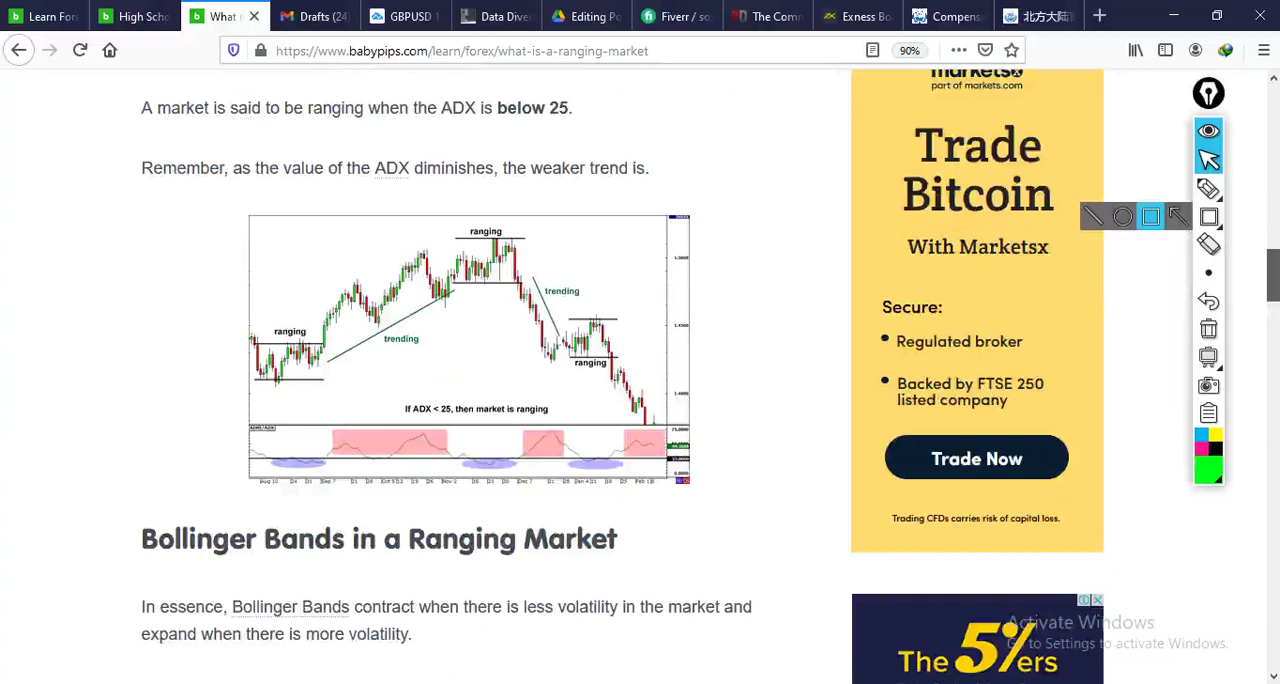 Learn For
High Scho
What
Drafts (24
GBPUSD 1
Data Dive
Editing Po
Fiverr / so
The Comm
Exness Bo
Compens
北方大陆
https://www.babypips.com/learn/forex/what-is-a-ranging-market
90%
A market is said to be ranging when the ADX is below 25.
Remember, as the value of the ADX diminishes, the weaker trend is.
ranging
trending
ranging
trending
ranging
If ADX < 25, then market is ranging
Bollinger Bands in a Ranging Market
In essence, Bollinger Bands contract when there is less volatility in the market and
expand when there is more volatility.
marketsx
part of markets.com
Trade
Bitcoin
With Marketsx
Secure:
Regulated broker
Backed by FTSE 250
listed company
Trade Now
Trading CFDs carries risk of capital loss.
The 5%ers
Activate Windows
Go to Settings to activate Windows.